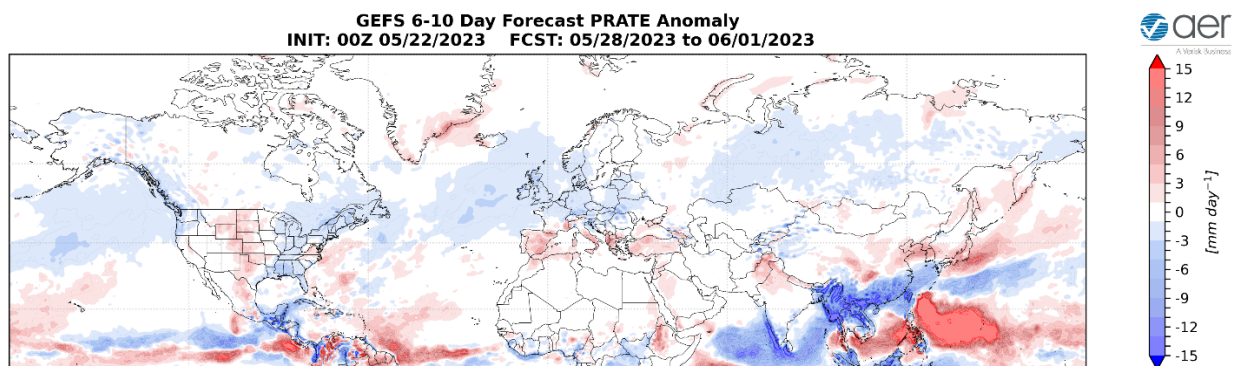 GEFS 6-10 Day Forecast PRATE Anomaly
INIT: 00Z 05/22/2023 FCST: 05/28/2023 to 06/01/2023
aer
A Verisk Business
15
12
9
6
3
0
-3
-6
-9
-12
-15
[mm day⁻¹]